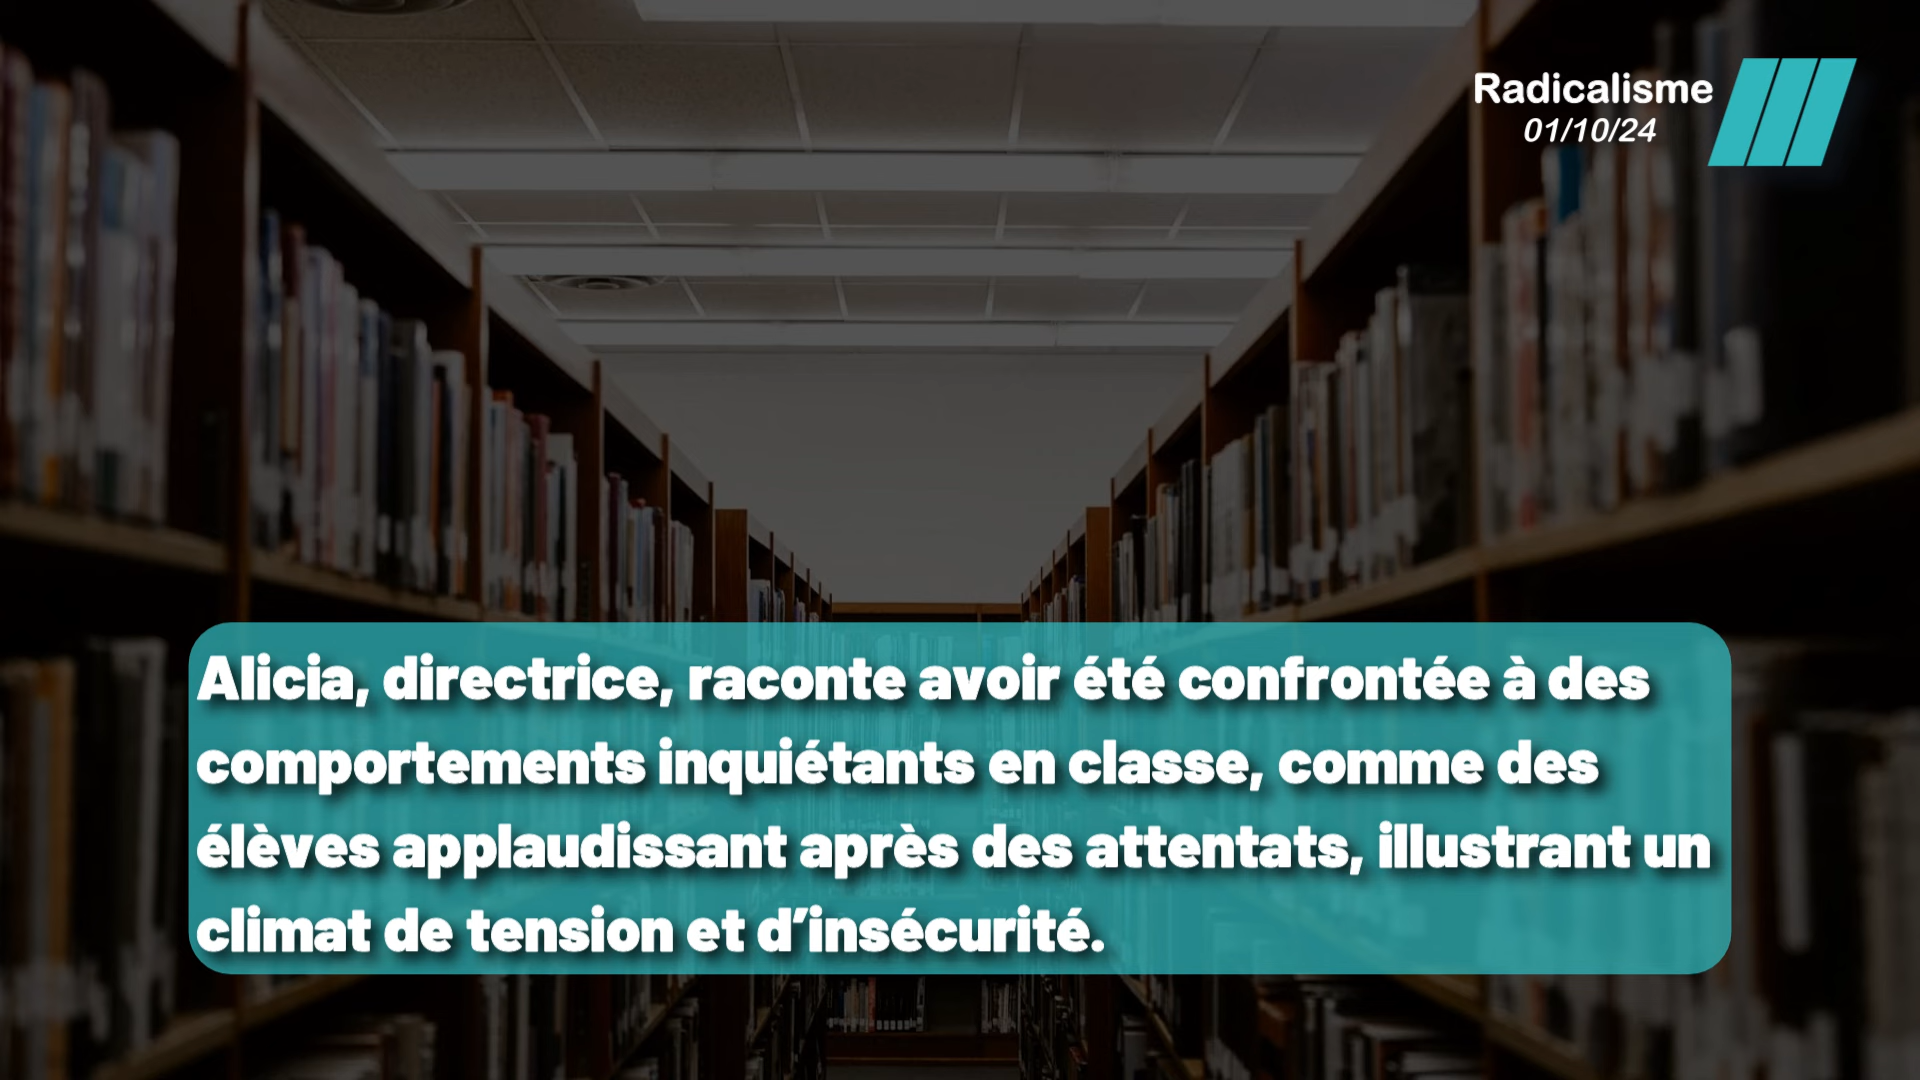 Radicalisme
01/10/24
Alicia, directrice, raconte avoir été confrontée à des
comportements inquiétants en classe, comme des
élèves applaudissant après des attentats, illustrant un
climat de tension et d’insécurité.